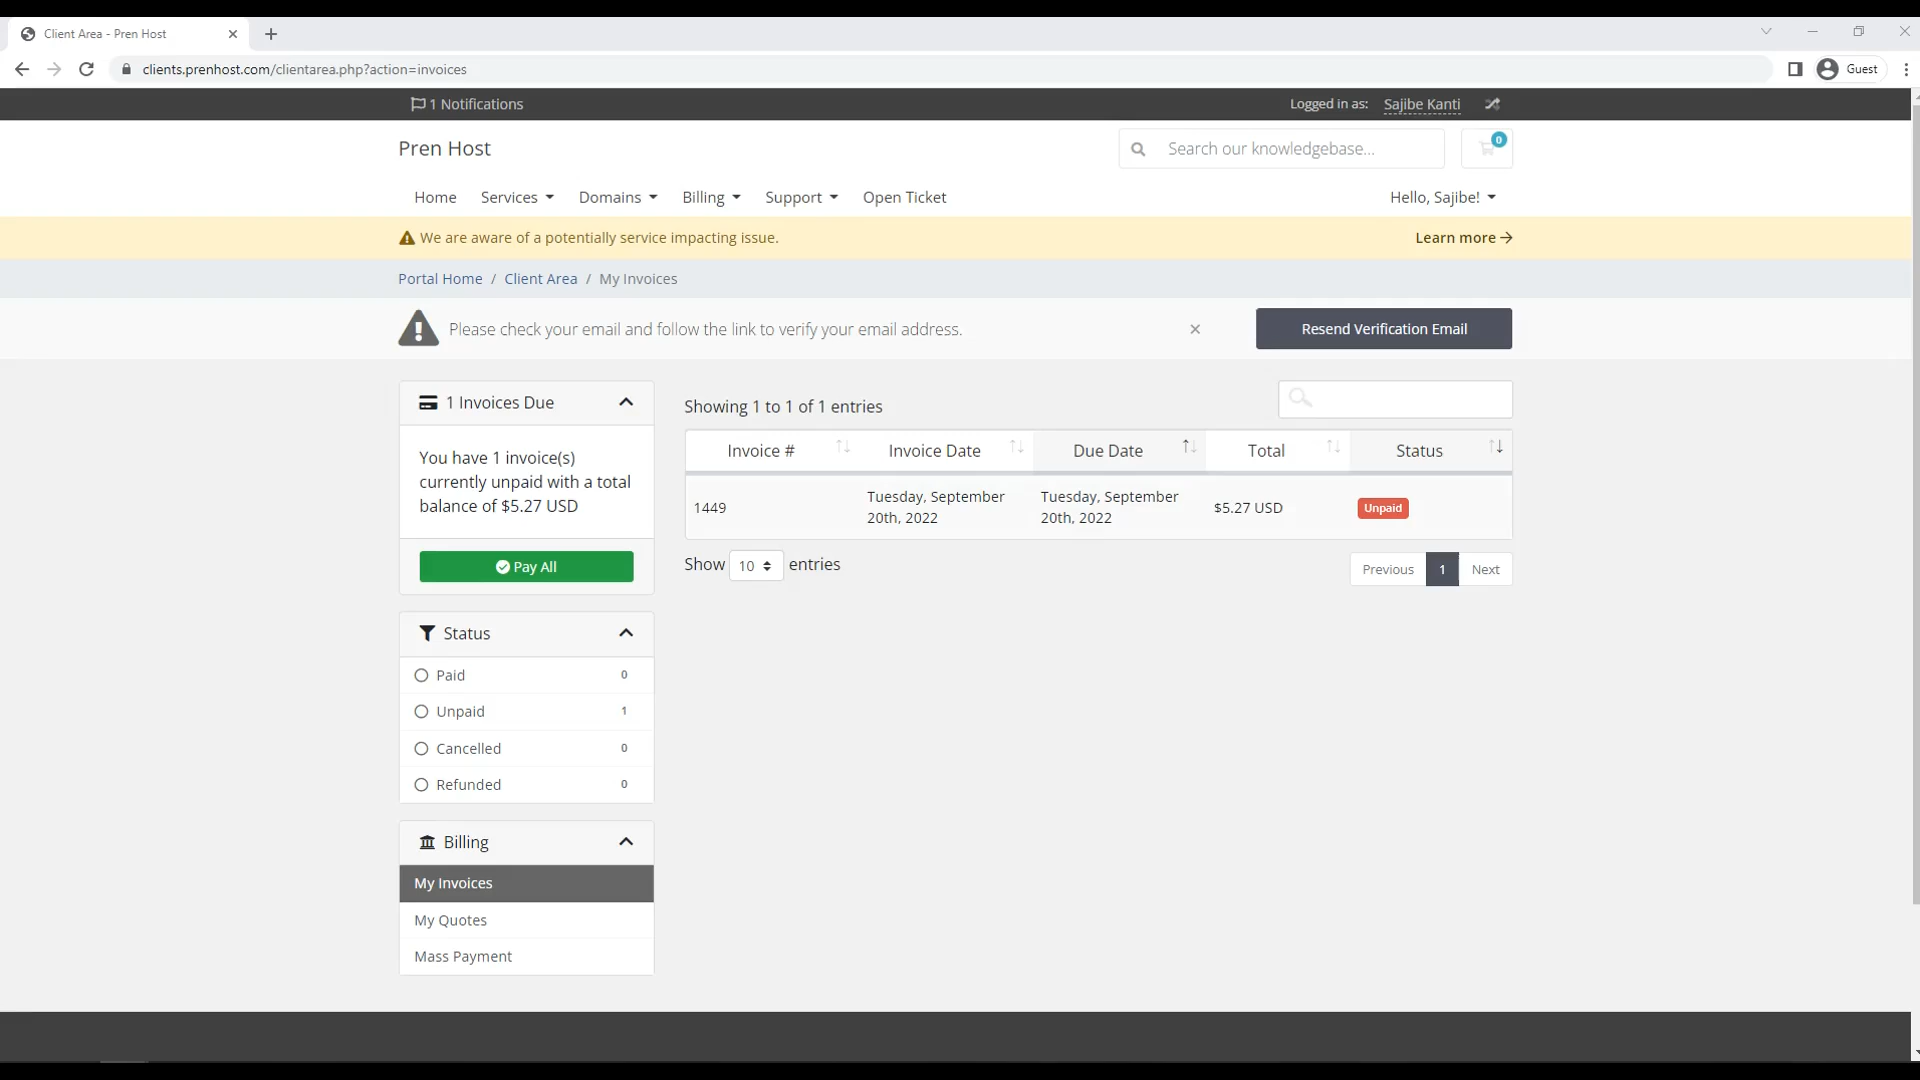 Client Area - Pren Host
clients.prenhost.com/clientarea.php?action=invoices
Guest
1 Notifications
Logged in as: Sajibe Kanti
Pren Host
Search our knowledgebase...
0
Home Services Domains Billing Support Open Ticket
Hello, Sajibe!
We are aware of a potentially service impacting issue.
Learn more
Portal Home / Client Area / My Invoices
Please check your email and follow the link to verify your email address.
Resend Verification Email
1 Invoices Due
You have 1 invoice(s)
currently unpaid with a total
balance of $5.27 USD
Pay All
Status
Paid 0
Unpaid 1
Cancelled 0
Refunded 0
Billing
My Invoices
My Quotes
Mass Payment
Showing 1 to 1 of 1 entries
Invoice # Invoice Date Due Date Total Status
1449
Tuesday, September
20th, 2022
Tuesday, September
20th, 2022
$5.27 USD
Unpaid
Show 10 entries
Previous 1 Next